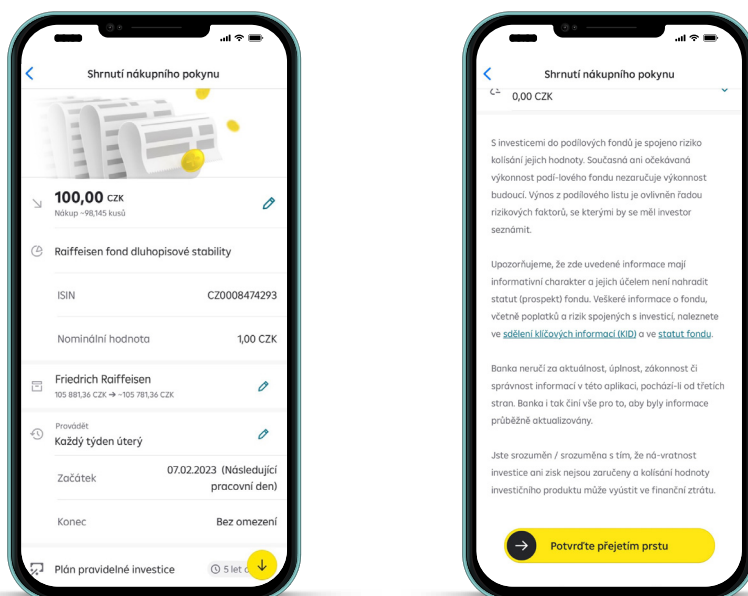 Shrnutí nákupního pokynu
100,00 CZK
Nákup ~98,145 kusů
Raiffeisen fond dluhopisové stability
ISIN CZ0008474293
Nominální hodnota 1,00 CZK
Friedrich Raiffeisen
105 881,36 CZK → ~105 781,36 CZK
Provádět
Každý týden úterý
Začátek 07.02.2023 (Následující
pracovní den)
Konec Bez omezení
Plán pravidelné investice 5 let
Shrnutí nákupního pokynu
0,00 CZK
S investicemi do podílových fondů je spojeno riziko
kolísání jejich hodnoty. Současná ani očekávaná
výkonnost podí-lového fondu nezaručuje výkonnost
budoucí. Výnos z podílového listu je ovlivněn řadou
rizikových faktorů, se kterými by se měl investor
seznámit.
Upozorňujeme, že zde uvedené informace mají
informativní charakter a jejich účelem není nahradit
statut (prospekt) fondu. Veškeré informace o fondu,
včetně poplatků a rizik spojených s investicí, naleznete
ve sdělení klíčových informací (KID) a ve statut fondu.
Banka neručí za aktuálnost, úplnost, zákonnost či
správnost informací v této aplikaci, pochází-li od třetích
stran. Banka i tak činí vše pro to, aby byly informace
průběžně aktualizovány.
Jste srozuměn / srozuměna s tím, že ná-vratnost
investice ani zisk nejsou zaručeny a kolísání hodnoty
investičního produktu může vyústit ve finanční ztrátu.
Potvrďte přejetím prstu